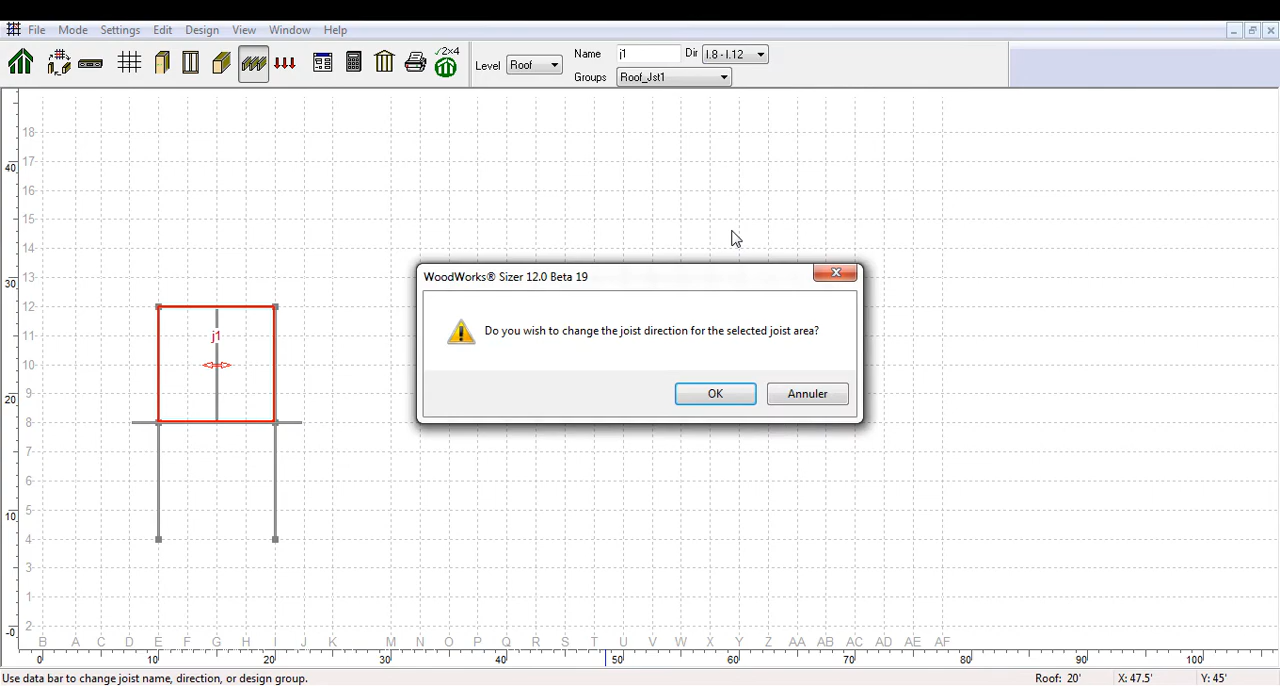 File Mode Settings Edit Design View Window Help
Level Roof Name j1 Dir I.8 - I.12
Groups Roof_Jst1
2x4
WoodWorks® Sizer 12.0 Beta 19
Do you wish to change the joist direction for the selected joist area?
OK Annuler
j1
40
30
20
10
-0
18
17
16
15
14
13
12
11
10
9
8
7
6
5
4
3
1
2
B A C D E F G H I J K M N O P Q R S T U V W X Y Z AA AB AC AD AE AF
0 10 20 30 40 50 60 70 80 90 100
Use data bar to change joist name, direction, or design group. Roof: 20' X: 47.5' Y: 45'